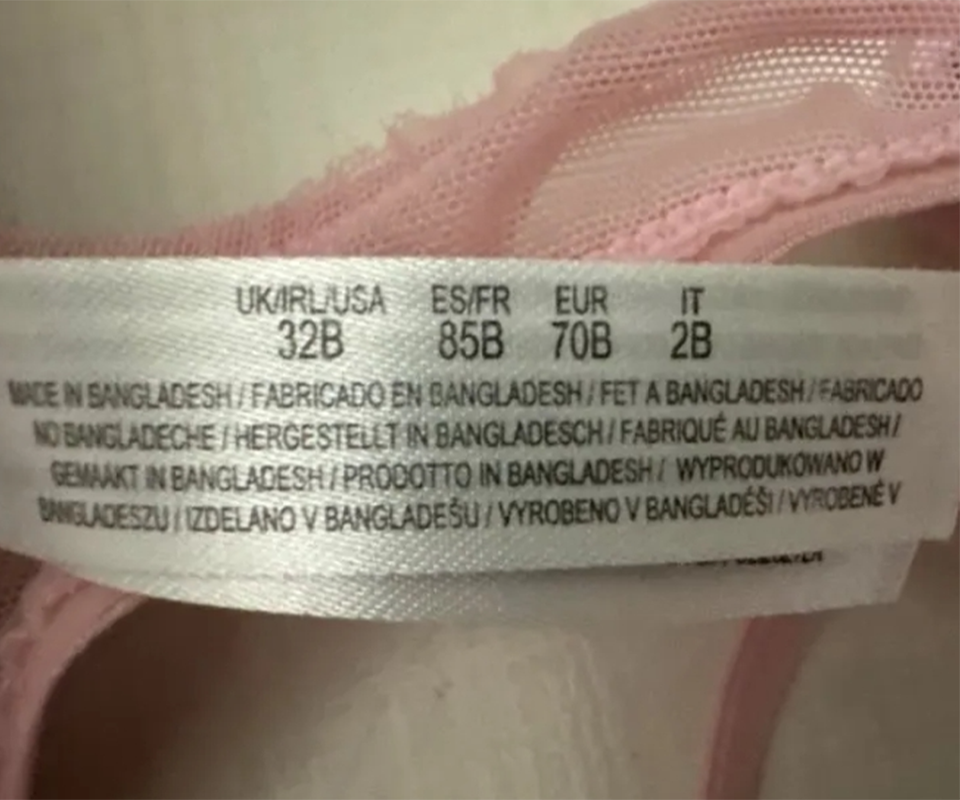 UK/IRL/USA ES/FR EUR IT
32B 85B 70B 2B
MADE IN BANGLADESH / FABRICADO EN BANGLADESH / FET A BANGLADESH / FABRICADO
NO BANGLADECHE / HERGESTELLT IN BANGLADESCH / FABRIQUÉ AU BANGLADESH /
GEMAAKT IN BANGLADESH / PRODOTTO IN BANGLADESH / WYPRODUKOWANO W
BANGLADESZU / IZDELANO V BANGLADEŠU / VYROBENO V BANGLADÉŠI / VYROBENÉ V